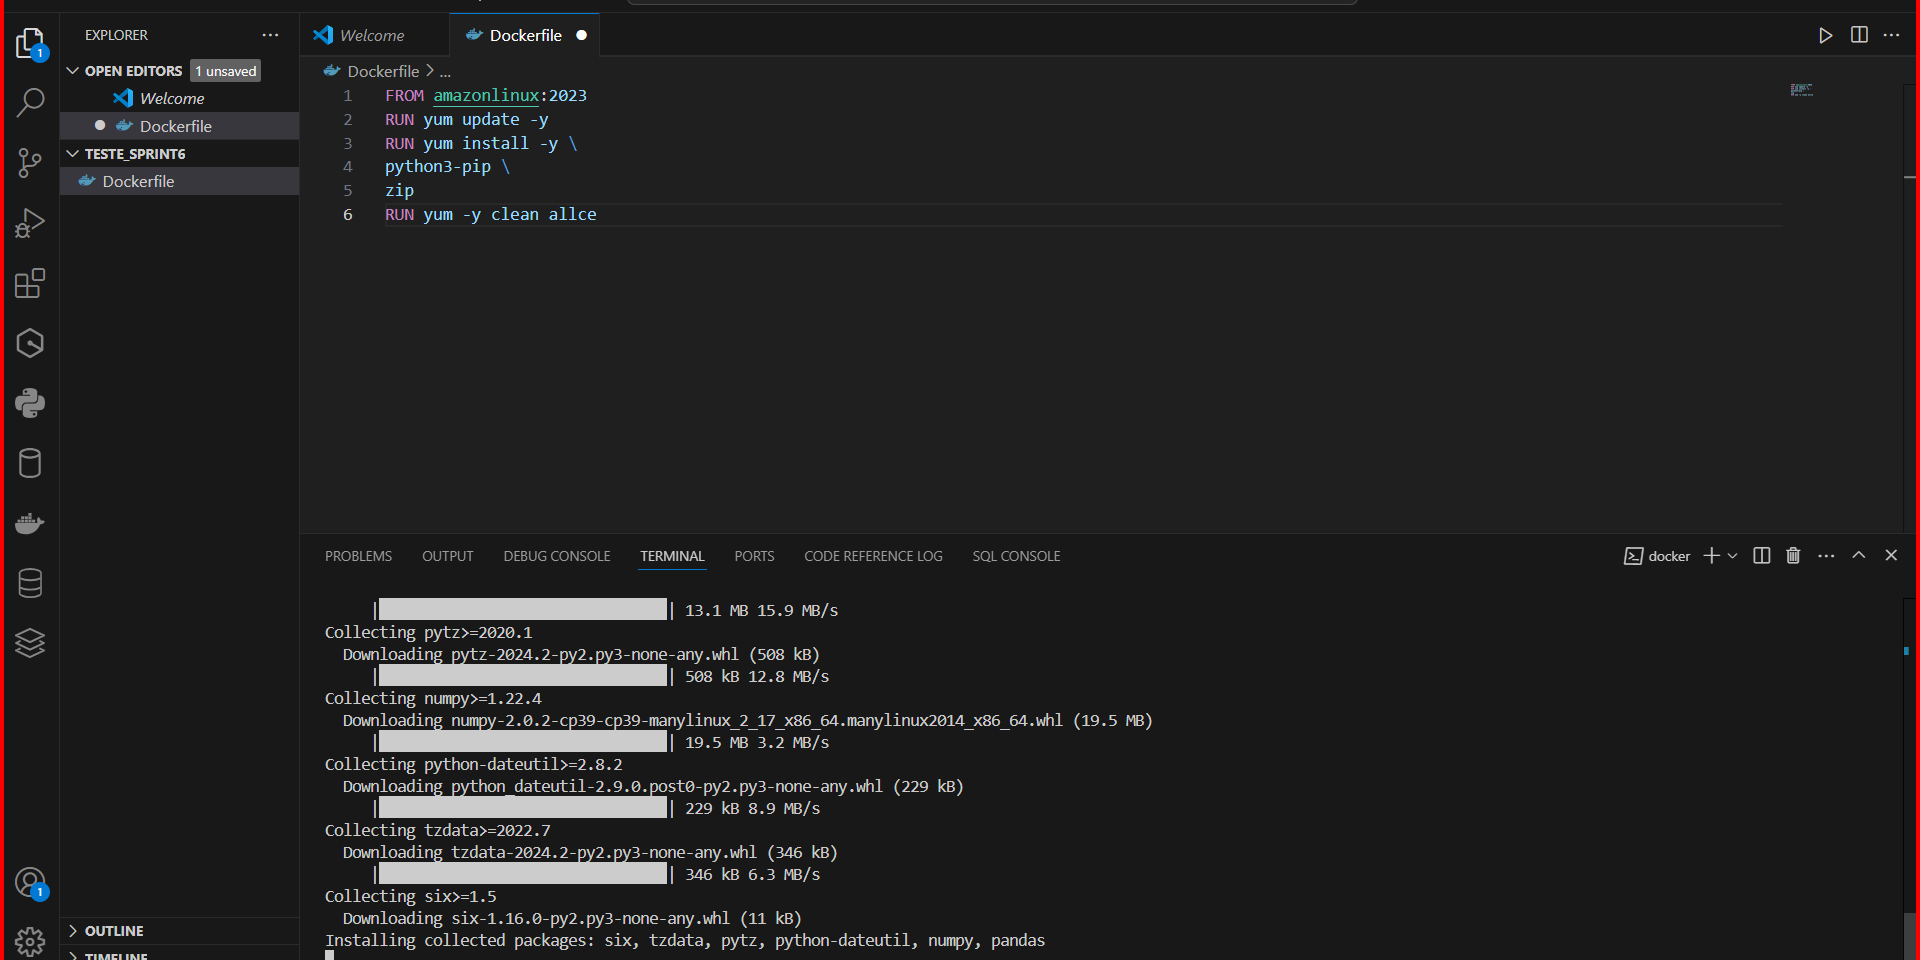 EXPLORER
OPEN EDITORS 1 unsaved
Welcome
Dockerfile
TESTE_SPRINT6
Dockerfile
OUTLINE
TIMELINE
1
1
Welcome
Dockerfile
Dockerfile > ...
1 FROM amazonlinux:2023
2 RUN yum update -y
3 RUN yum install -y \
4 python3-pip \
5 zip
6 RUN yum -y clean allce
PROBLEMS OUTPUT DEBUG CONSOLE TERMINAL PORTS CODE REFERENCE LOG SQL CONSOLE
docker
| | 13.1 MB 15.9 MB/s
Collecting pytz>=2020.1
Downloading pytz-2024.2-py2.py3-none-any.whl (508 kB)
| | 508 kB 12.8 MB/s
Collecting numpy>=1.22.4
Downloading numpy-2.0.2-cp39-cp39-manylinux_2_17_x86_64.manylinux2014_x86_64.whl (19.5 MB)
| | 19.5 MB 3.2 MB/s
Collecting python-dateutil>=2.8.2
Downloading python_dateutil-2.9.0.post0-py2.py3-none-any.whl (229 kB)
| | 229 kB 8.9 MB/s
Collecting tzdata>=2022.7
Downloading tzdata-2024.2-py2.py3-none-any.whl (346 kB)
| | 346 kB 6.3 MB/s
Collecting six>=1.5
Downloading six-1.16.0-py2.py3-none-any.whl (11 kB)
Installing collected packages: six, tzdata, pytz, python-dateutil, numpy, pandas